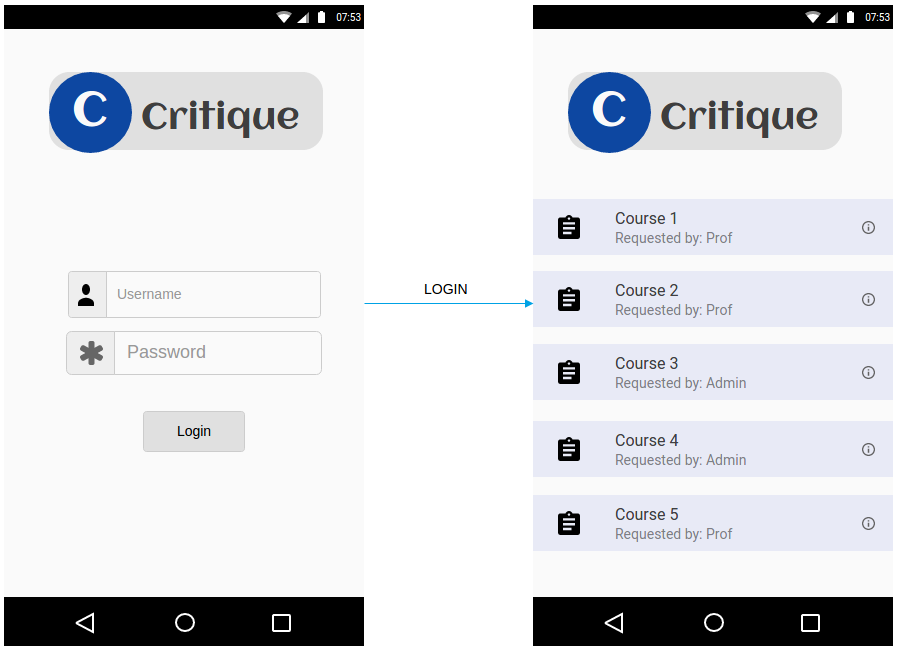 07:53
C Critique
Username
Password
Login
LOGIN
07:53
C Critique
Course 1
Requested by: Prof
Course 2
Requested by: Prof
Course 3
Requested by: Admin
Course 4
Requested by: Admin
Course 5
Requested by: Prof